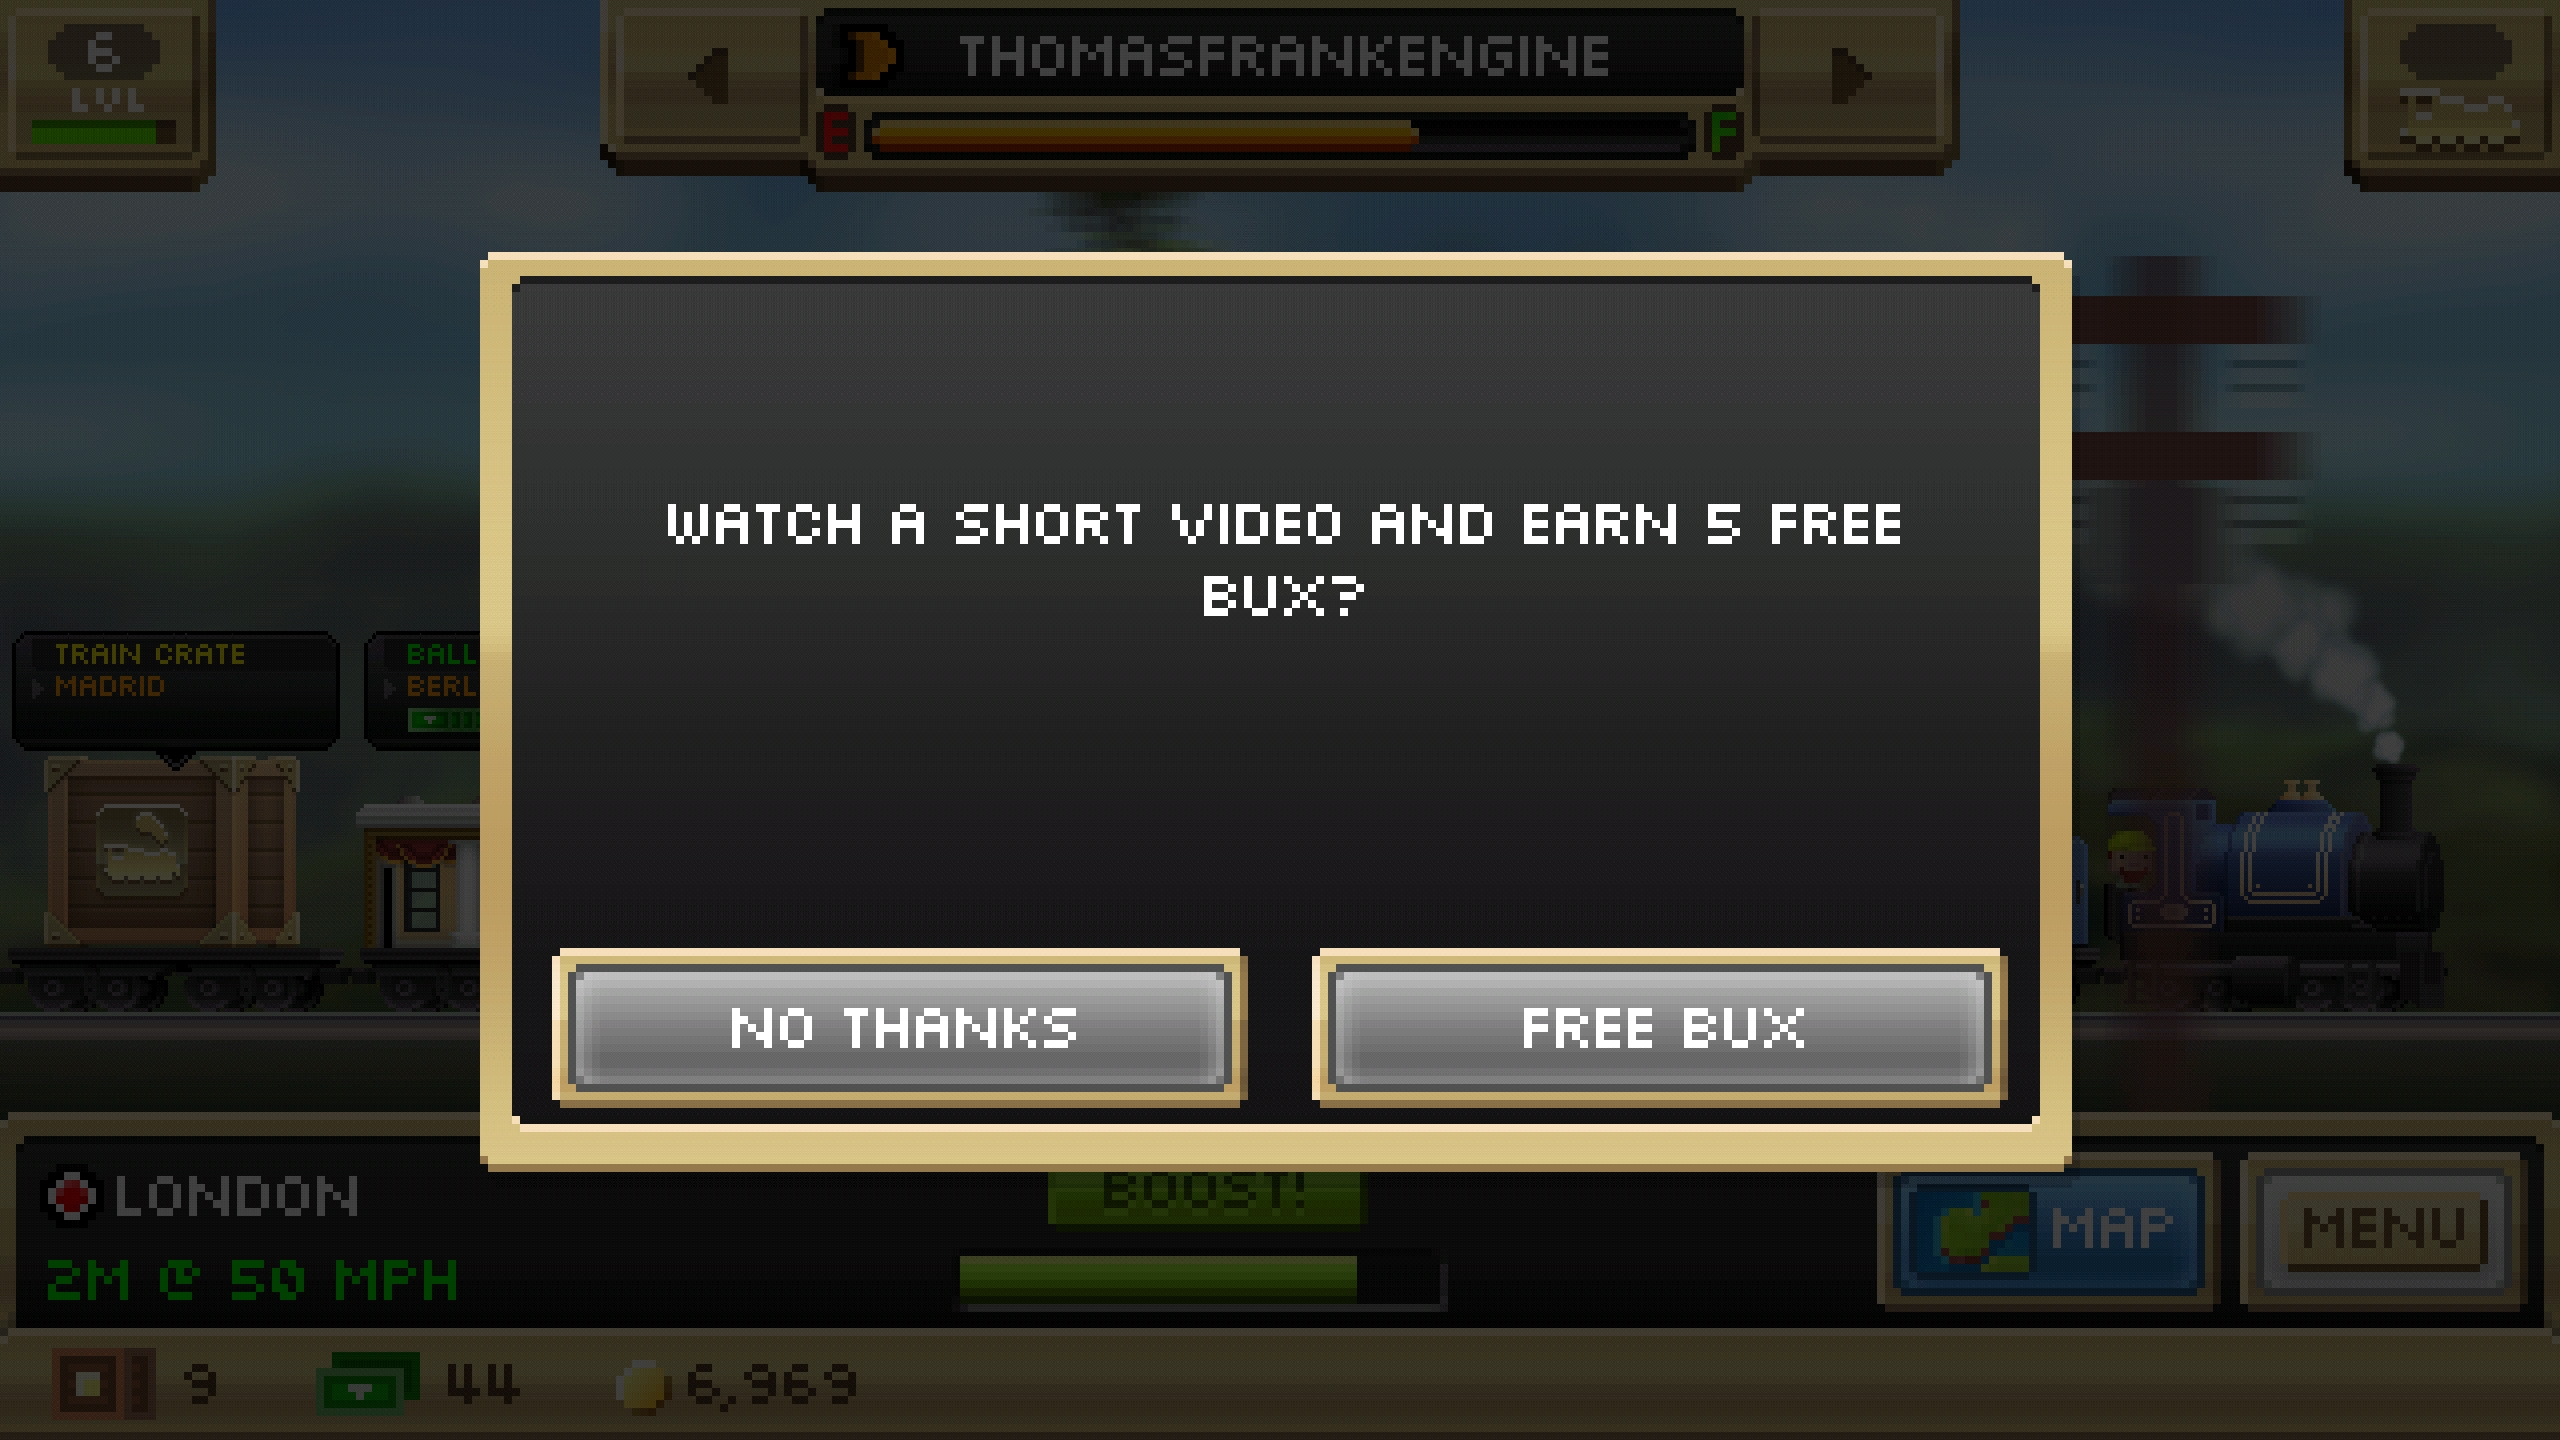 6
LVL
THOMASFRANKENGINE
E
F
WATCH A SHORT VIDEO AND EARN 5 FREE
BUX?
TRAIN CRATE
MADRID
BALL
BERL
NO THANKS
FREE BUX
LONDON
BOOST!
2M @ 50 MPH
MAP
MENU
9
44
6,969